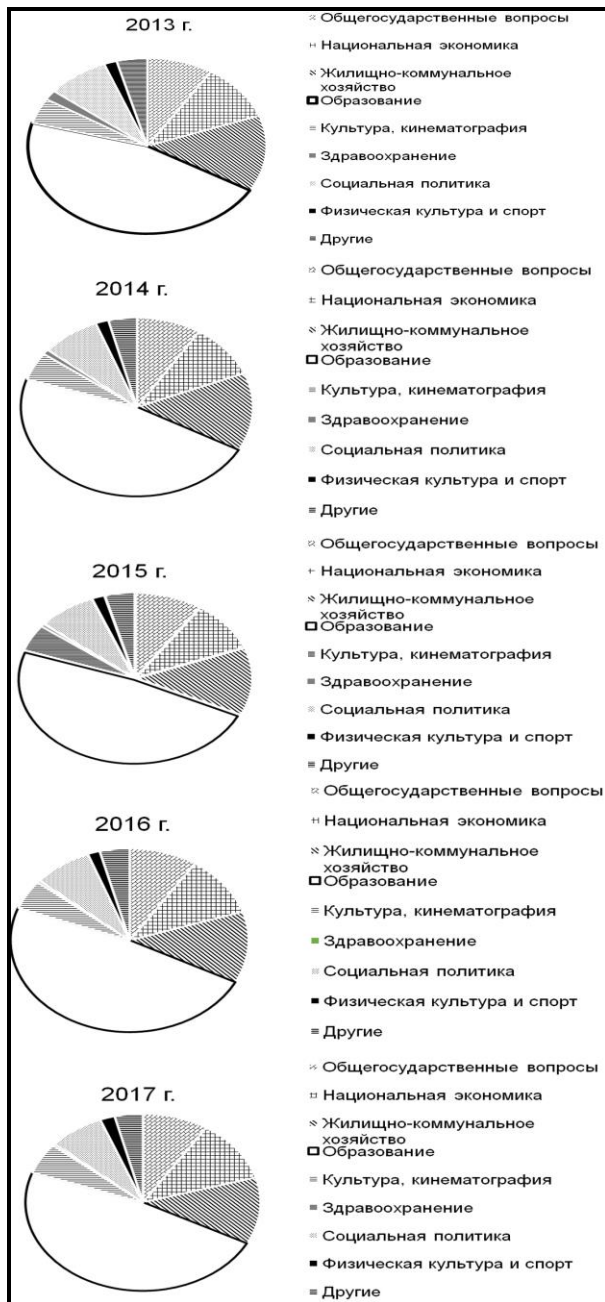 2013 г.
Общегосударственные вопросы
Национальная экономика
Жилищно-коммунальное
хозяйство
Образование
Культура, кинематография
Здравоохранение
Социальная политика
Физическая культура и спорт
Другие
2014 г.
Общегосударственные вопросы
Национальная экономика
Жилищно-коммунальное
хозяйство
Образование
Культура, кинематография
Здравоохранение
Социальная политика
Физическая культура и спорт
Другие
2015 г.
Общегосударственные вопросы
Национальная экономика
Жилищно-коммунальное
хозяйство
Образование
Культура, кинематография
Здравоохранение
Социальная политика
Физическая культура и спорт
Другие
2016 г.
Общегосударственные вопросы
Национальная экономика
Жилищно-коммунальное
хозяйство
Образование
Культура, кинематография
Здравоохранение
Социальная политика
Физическая культура и спорт
Другие
2017 г.
Общегосударственные вопросы
Национальная экономика
Жилищно-коммунальное
хозяйство
Образование
Культура, кинематография
Здравоохранение
Социальная политика
Физическая культура и спорт
Другие